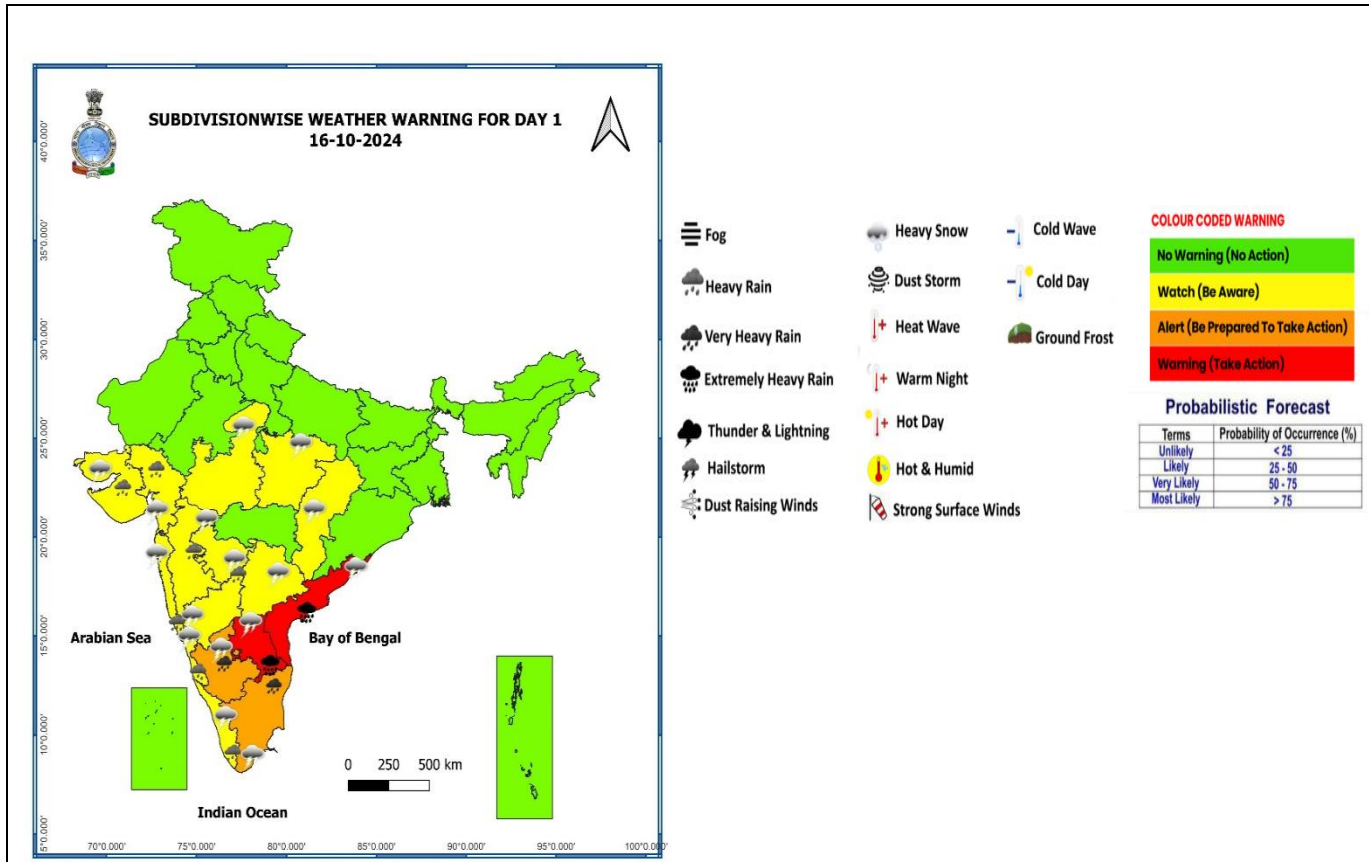 SUBDIVISIONWISE WEATHER WARNING FOR DAY 1
16-10-2024
40°0.000'
35°0.000'
30°0.000'
25°0.000'
20°0.000'
15°0.000'
10°0.000'
5°0.000'
Arabian Sea
Bay of Bengal
0 250 500 km
Indian Ocean
70°0.000' 75°0.000' 80°0.000' 85°0.000' 90°0.000' 95°0.000' 100°0.000'
Fog
Heavy Rain
Very Heavy Rain
Extremely Heavy Rain
Thunder & Lightning
Hailstorm
Dust Raising Winds
Heavy Snow
Dust Storm
Heat Wave
Warm Night
Hot Day
Hot & Humid
Strong Surface Winds
Cold Wave
Cold Day
Ground Frost
COLOUR CODED WARNING
No Warning (No Action)
Watch (Be Aware)
Alert (Be Prepared To Take Action)
Warning (Take Action)
Probabilistic Forecast
Terms Probability of Occurrence (%)
Unlikely < 25
Likely 25 - 50
Very Likely 50 - 75
Most Likely > 75